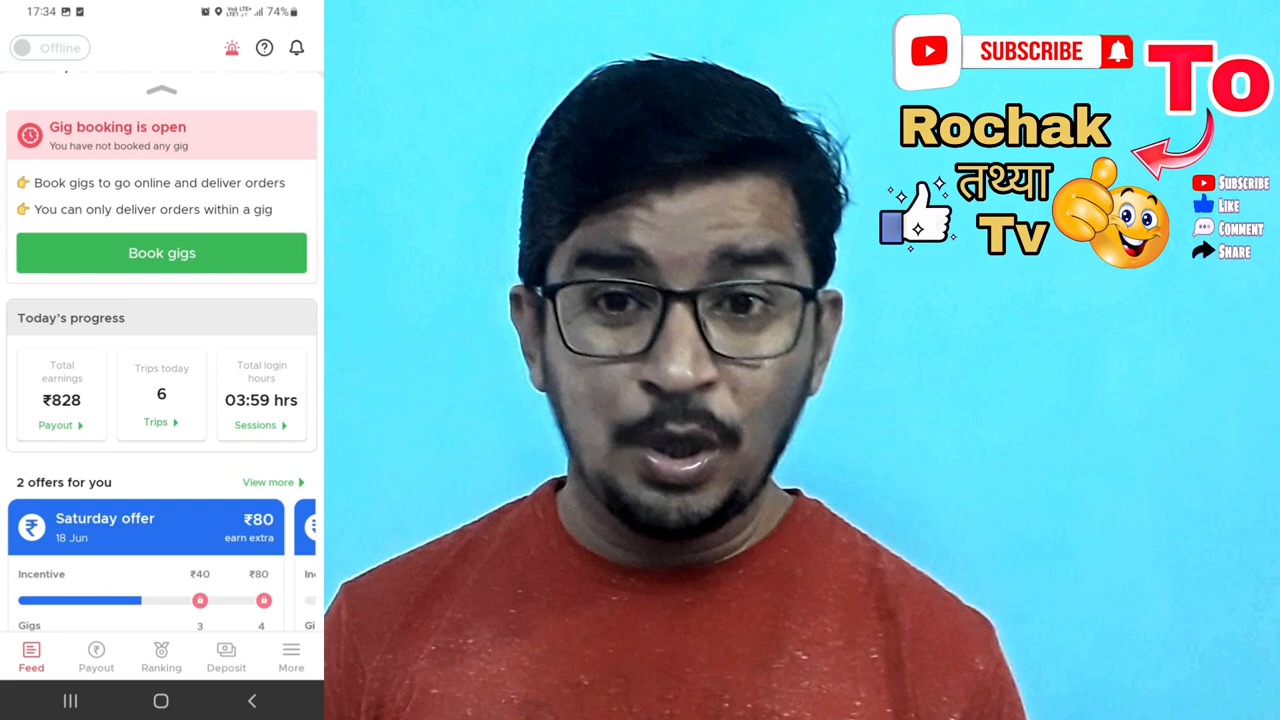 17:34
74%
Offline
Gig booking is open
You have not booked any gig
👉 Book gigs to go online and deliver orders
👉 You can only deliver orders within a gig
Book gigs
Today's progress
Total earnings
₹828
Payout
Trips today
6
Trips
Total login hours
03:59 hrs
Sessions
2 offers for you
View more
Saturday offer
₹80
18 Jun
earn extra
Incentive
₹40
₹80
Gigs
3
4
Feed
Payout
Ranking
Deposit
More
SUBSCRIBE
To
Rochak
तथ्या
Tv
SUBSCRIBE
LIKE
COMMENT
SHARE